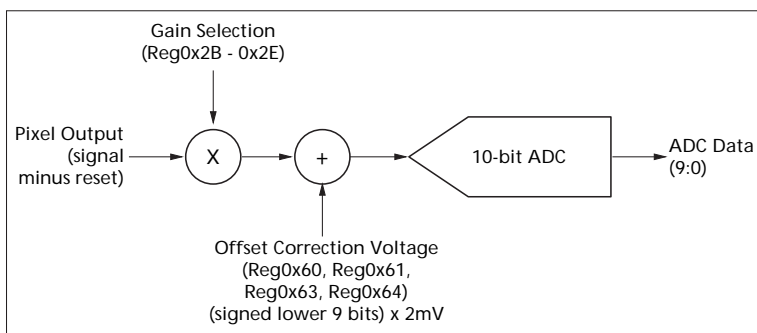 Gain Selection
(Reg0x2B - 0x2E)
Pixel Output
(signal
minus reset)
X
+
10-bit ADC
ADC Data
(9:0)
Offset Correction Voltage
(Reg0x60, Reg0x61,
Reg0x63, Reg0x64)
(signed lower 9 bits) x 2mV